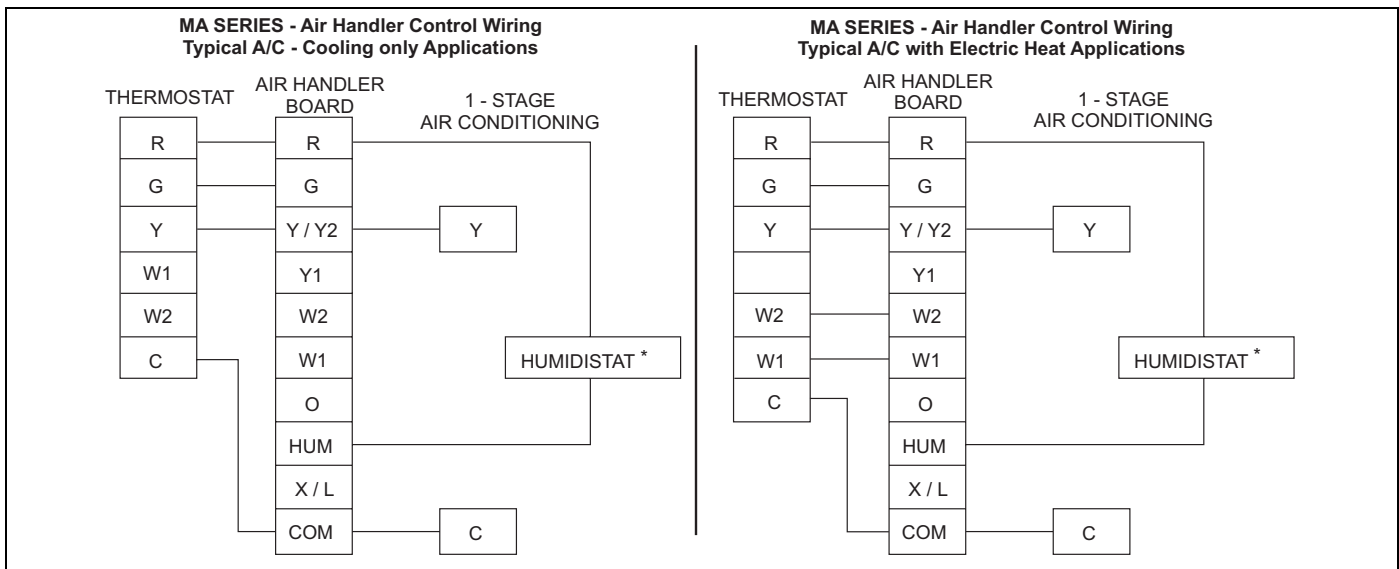 MA SERIES - Air Handler Control Wiring
Typical A/C - Cooling only Applications
THERMOSTAT
AIR HANDLER
BOARD
1 - STAGE
AIR CONDITIONING
R
G
Y
W1
W2
C
R
G
Y / Y2
Y1
W2
W1
O
HUM
X / L
COM
Y
HUMIDISTAT *
C
MA SERIES - Air Handler Control Wiring
Typical A/C with Electric Heat Applications
THERMOSTAT
AIR HANDLER
BOARD
1 - STAGE
AIR CONDITIONING
R
G
Y
W2
W1
C
R
G
Y / Y2
Y1
W2
W1
O
HUM
X / L
COM
Y
HUMIDISTAT *
C